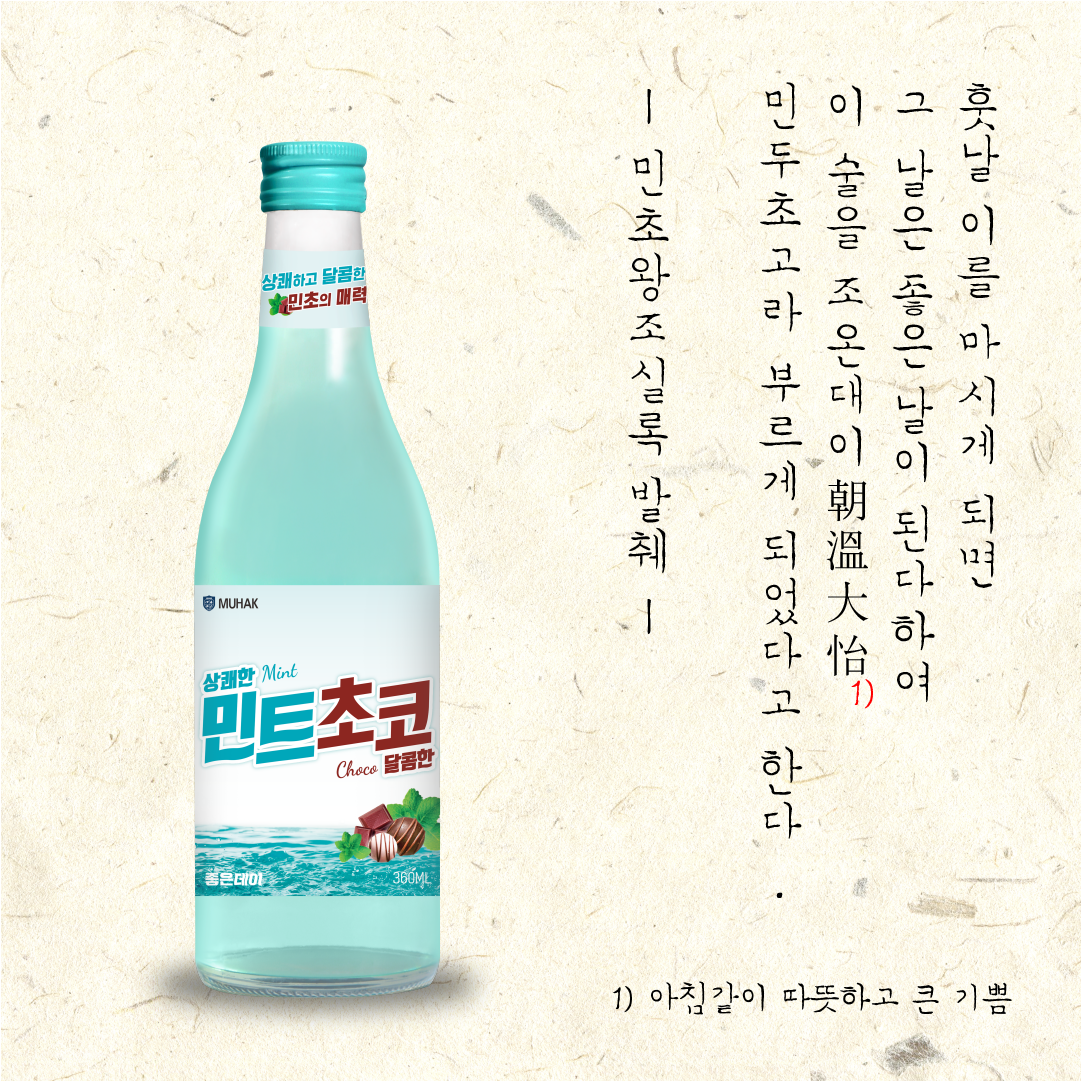 훗날 이를 마시게 되면
그 날은 좋은날이 된다하여
이 술을 조온대이朝溫大怡1)
민두초고라 부르게 되었다고 한다.
- 민초왕조실록 발췌 -
1) 아침같이 따뜻하고 큰 기쁨
상쾌하고 달콤한
민초의 매력
MUHAK
상쾌한 Mint
민트초코
Choco 달콤한
좋은데이
360ML